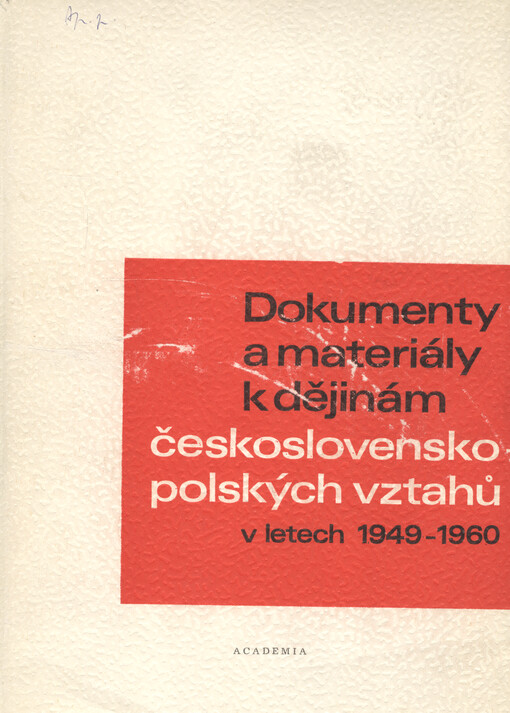 Dokumenty
a materiály
k dějinám
československo-
polských vztahů
v letech 1949-1960
ACADEMIA